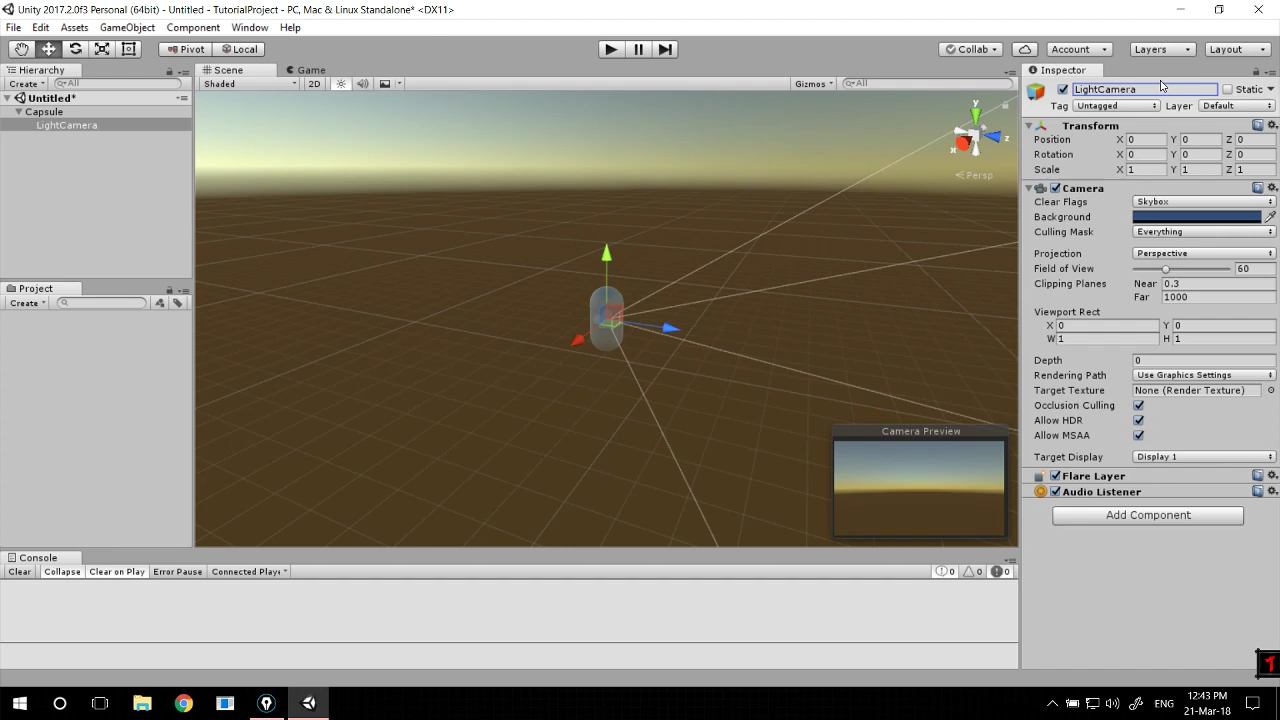 Unity 2017.2.0f3 Personal (64bit) - Untitled - TutorialProject - PC, Mac & Linux Standalone* <DX11>
File Edit Assets GameObject Component Window Help
Pivot Local Collab Account Layers Layout
Hierarchy Scene Game Inspector
Create All Shaded 2D Gizmos All
LightCamera Static
Untitled*
Capsule
LightCamera
Tag Untagged Layer Default
Transform
Position X 0 Y 0 Z 0
Rotation X 0 Y 0 Z 0
Scale X 1 Y 1 Z 1
y
z
x
Persp
Camera
Clear Flags Skybox
Background
Culling Mask Everything
Projection Perspective
Field of View 60
Clipping Planes Near 0.3
Far 1000
Viewport Rect
X 0 Y 0
W 1 H 1
Depth 0
Rendering Path Use Graphics Settings
Target Texture None (Render Texture)
Occlusion Culling
Allow HDR
Allow MSAA
Target Display Display 1
Flare Layer
Audio Listener
Add Component
Project
Create
Camera Preview
Console
Clear Collapse Clear on Play Error Pause Connected Playe 0 0 0
1
ENG
12:43 PM
21-Mar-18